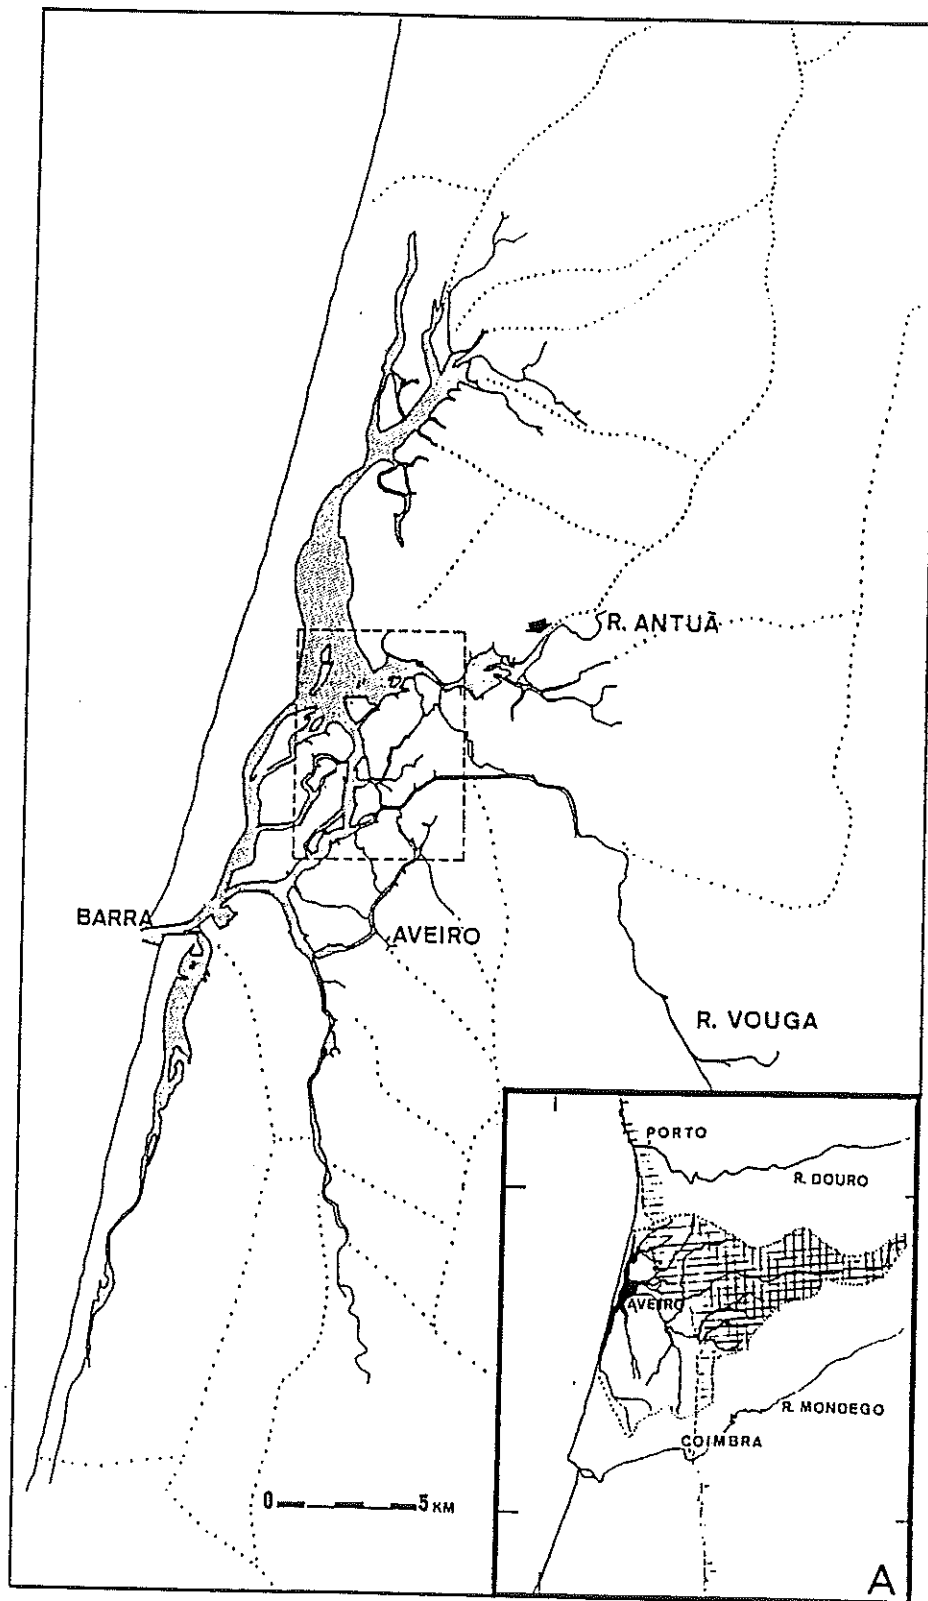 R. ANTUÃ
BARRA
AVEIRO
R. VOUGA
0 5 KM
PORTO
R. DOURO
AVEIRO
R. MONDEGO
COIMBRA
A